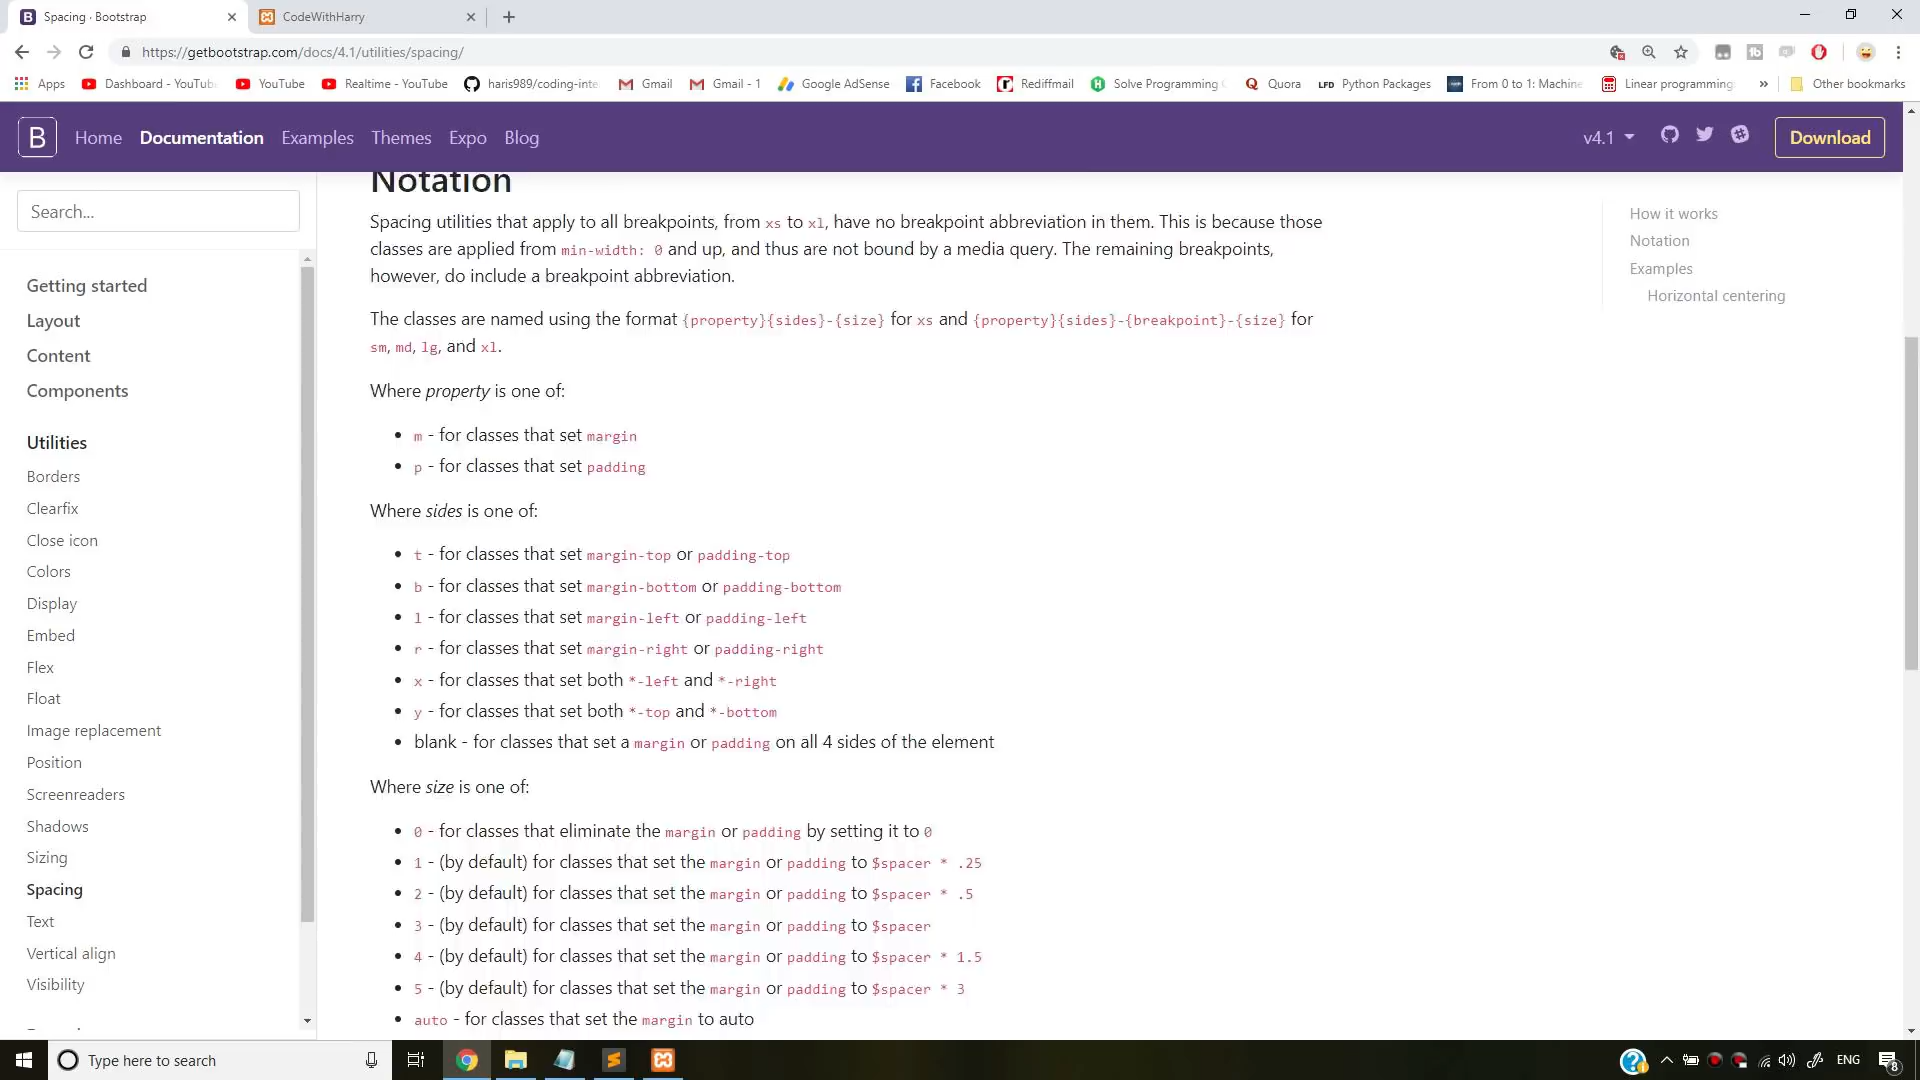 Spacing · Bootstrap
CodeWithHarry
https://getbootstrap.com/docs/4.1/utilities/spacing/
Apps
Dashboard - YouTub
YouTube
Realtime - YouTube
haris989/coding-inte
Gmail
Gmail - 1
Google AdSense
Facebook
Rediffmail
Solve Programming
Quora
LFD Python Packages
From 0 to 1: Machine
Linear programming
»
Other bookmarks
B Home Documentation Examples Themes Expo Blog v4.1 Download
Search...
Getting started
Layout
Content
Components
Utilities
Borders
Clearfix
Close icon
Colors
Display
Embed
Flex
Float
Image replacement
Position
Screenreaders
Shadows
Sizing
Spacing
Text
Vertical align
Visibility
Notation
Spacing utilities that apply to all breakpoints, from xs to xl, have no breakpoint abbreviation in them. This is because those
classes are applied from min-width: 0 and up, and thus are not bound by a media query. The remaining breakpoints,
however, do include a breakpoint abbreviation.
The classes are named using the format {property}{sides}-{size} for xs and {property}{sides}-{breakpoint}-{size} for
sm, md, lg, and xl.
Where property is one of:
• m - for classes that set margin
• p - for classes that set padding
Where sides is one of:
• t - for classes that set margin-top or padding-top
• b - for classes that set margin-bottom or padding-bottom
• l - for classes that set margin-left or padding-left
• r - for classes that set margin-right or padding-right
• x - for classes that set both *-left and *-right
• y - for classes that set both *-top and *-bottom
• blank - for classes that set a margin or padding on all 4 sides of the element
Where size is one of:
• 0 - for classes that eliminate the margin or padding by setting it to 0
• 1 - (by default) for classes that set the margin or padding to $spacer * .25
• 2 - (by default) for classes that set the margin or padding to $spacer * .5
• 3 - (by default) for classes that set the margin or padding to $spacer
• 4 - (by default) for classes that set the margin or padding to $spacer * 1.5
• 5 - (by default) for classes that set the margin or padding to $spacer * 3
• auto - for classes that set the margin to auto
How it works
Notation
Examples
Horizontal centering
Type here to search
ENG
8